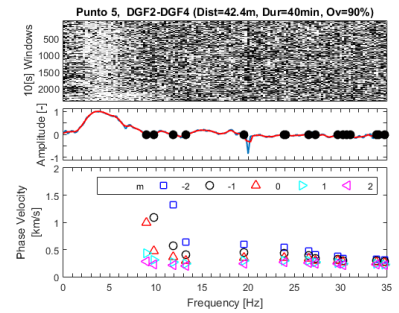 Punto 5, DGF2-DGF4 (Dist=42.4m, Dur=40min, Ov=90%)
10[s] Windows
500
1000
1500
2000
Amplitude [-]
1
0
-1
Phase Velocity
[km/s]
2
1.5
1
0.5
0
m -2 -1 0 1 2
0 5 10 15 20 25 30 35
Frequency [Hz]